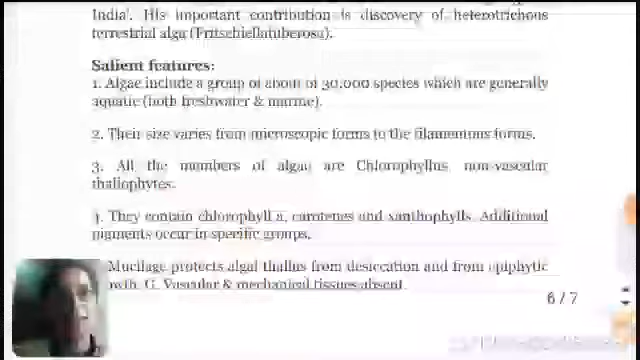 India'. His important contribution is discovery of heterotrichous
terrestrial alga (Fritschiellatuberosa).
Salient features:
1. Algae include a group of about of 30,000 species which are generally
aquatic (both freshwater & marine).
2. Their size varies from microscopic forms to the filamentous forms.
3. All the members of algae are Chlorophyllus, non-vascular
thallophytes.
4. They contain chlorophyll a, carotenes and xanthophylls. Additional
pigments occur in specific groups.
Mucilage protects algal thallus from desiccation and from epiphytic
6. Vascular & mechanical tissues absent.
6 / 7